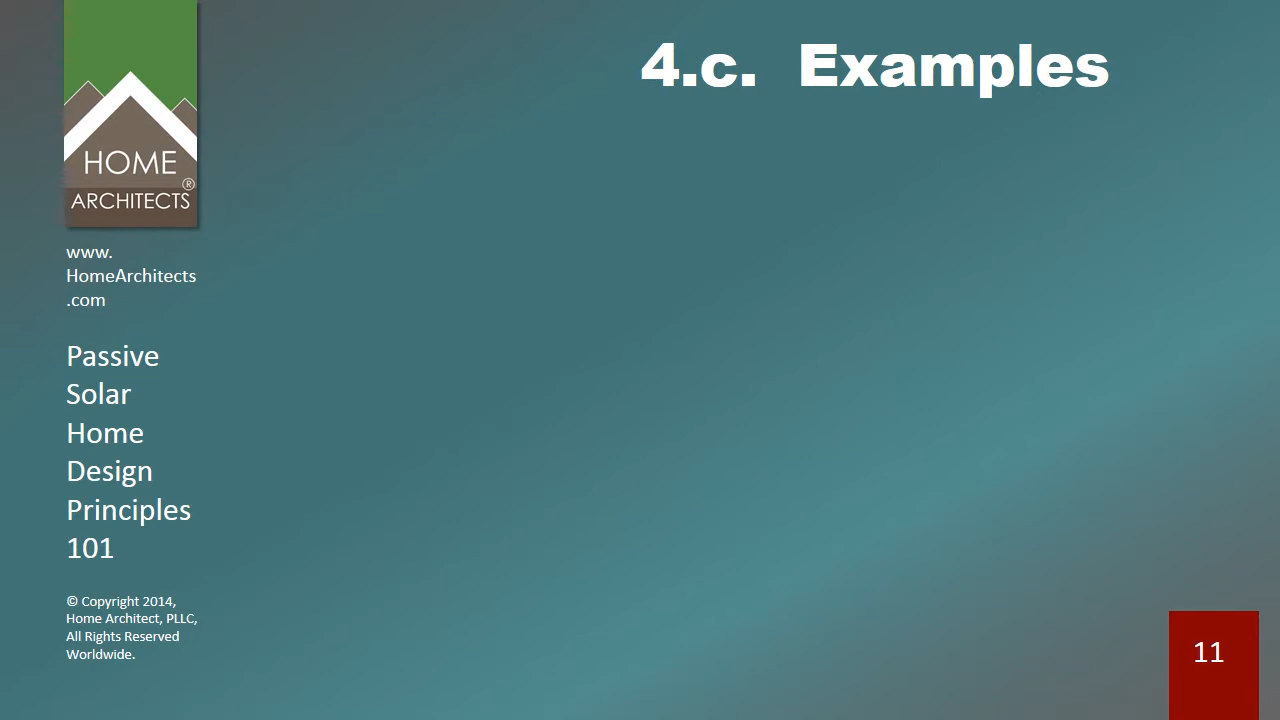 4.c.  Examples
HOME
®
ARCHITECTS
www.
HomeArchitects
.com
Passive
Solar
Home
Design
Principles
101
© Copyright 2014,
Home Architect, PLLC,
All Rights Reserved
Worldwide.
11